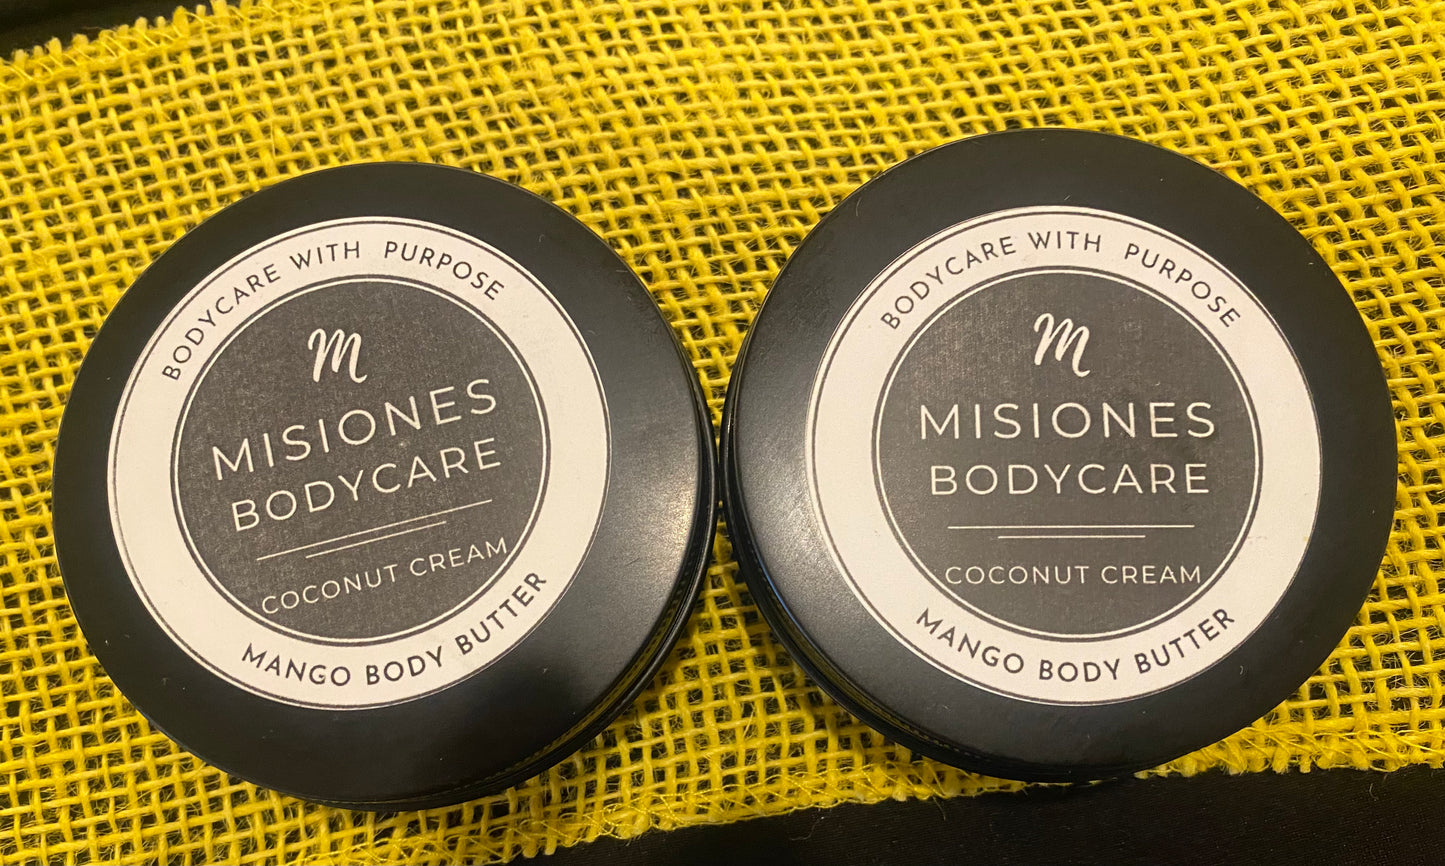 BODYCARE WITH PURPOSE
M
MISIONES
BODYCARE
COCONUT CREAM
MANGO BODY BUTTER
BODYCARE WITH PURPOSE
M
MISIONES
BODYCARE
COCONUT CREAM
MANGO BODY BUTTER